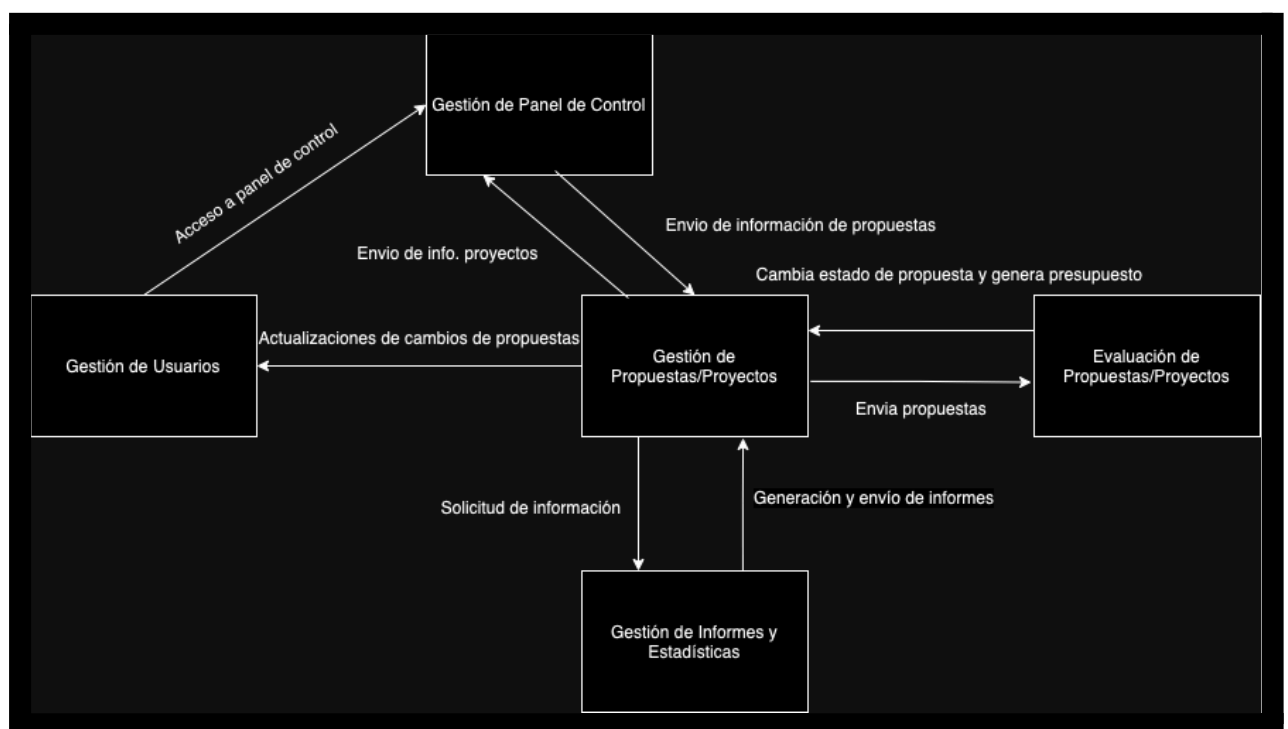 Gestión de Panel de Control
Acceso a panel de control
Envio de información de propuestas
Envio de info. proyectos
Cambia estado de propuesta y genera presupuesto
Actualizaciones de cambios de propuestas
Gestión de Usuarios
Gestión de
Propuestas/Proyectos
Evaluación de
Propuestas/Proyectos
Envia propuestas
Generación y envío de informes
Solicitud de información
Gestión de Informes y
Estadísticas